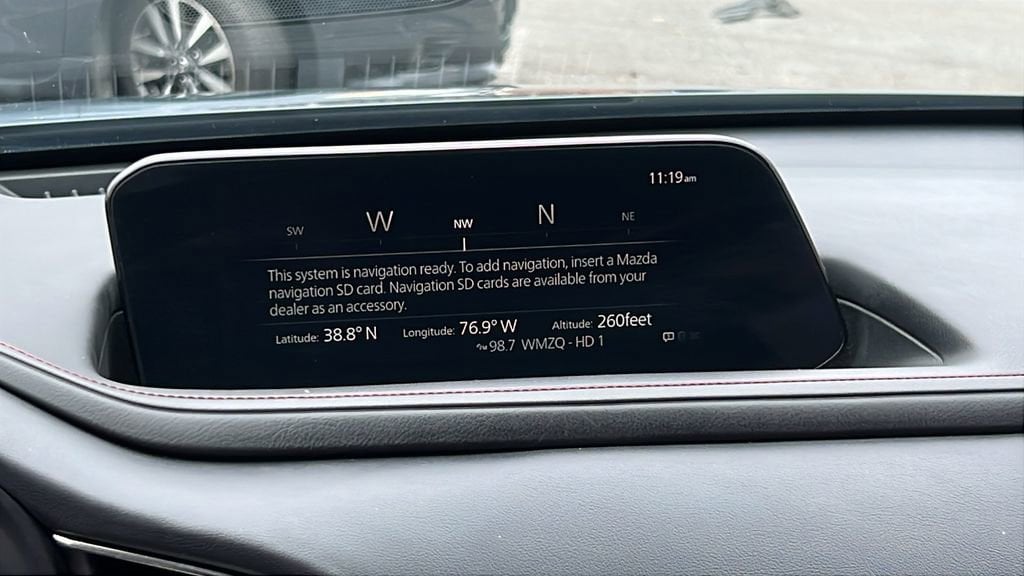 11:19am
SW W NW N NE
This system is navigation ready. To add navigation, insert a Mazda
navigation SD card. Navigation SD cards are available from your
dealer as an accessory.
Latitude: 38.8° N Longitude: 76.9° W Altitude: 260feet
FM 98.7 WMZQ - HD 1